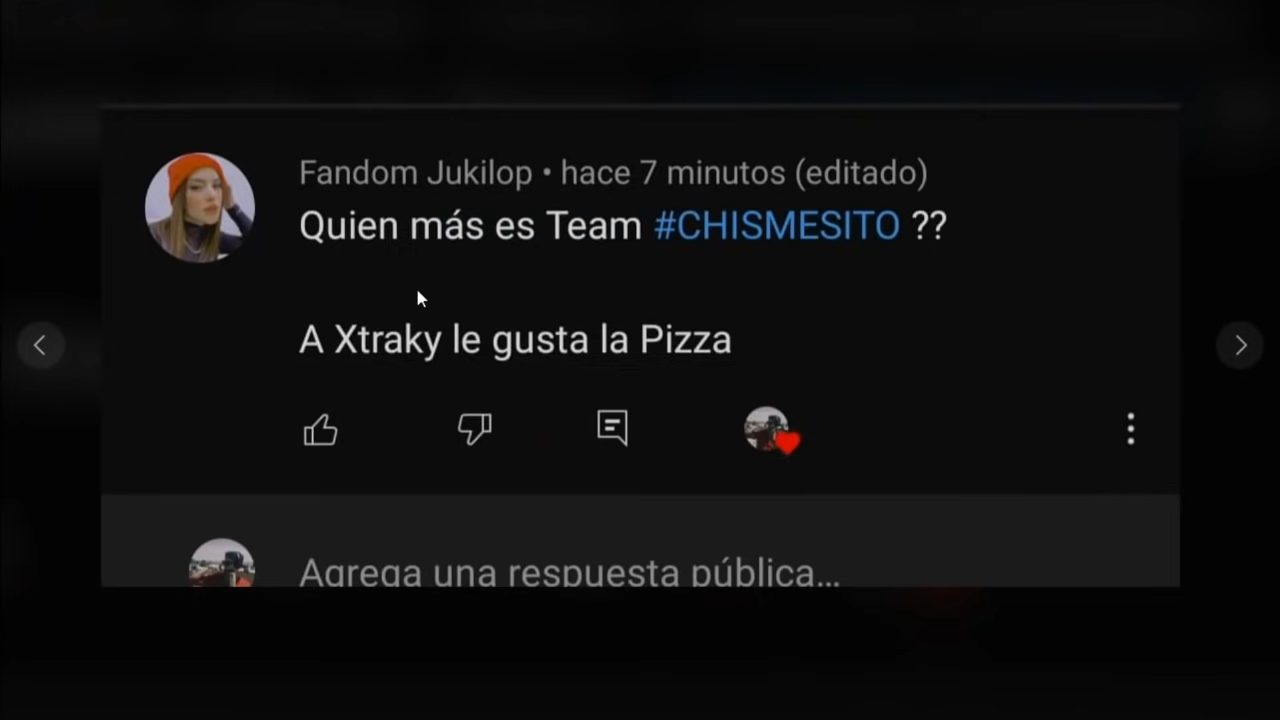 Fandom Jukilop • hace 7 minutos (editado)
Quien más es Team #CHISMESITO ??
A Xtraky le gusta la Pizza
Agrega una respuesta pública...